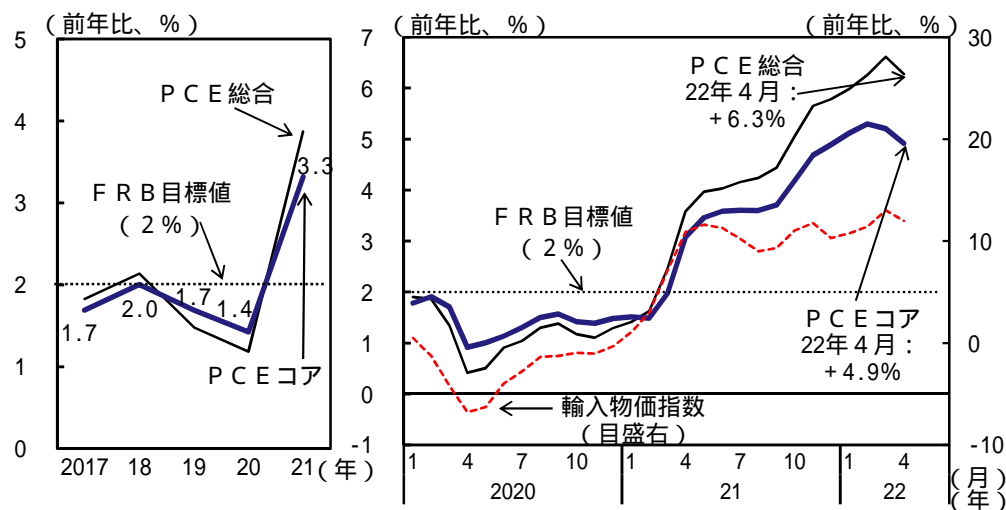 (前年比、%)
5
4
3
2
1
0
PCE総合
3.3
FRB目標値
(2%)
1.7
2.0
1.7
1.4
PCEコア
2017 18 19 20 21(年)
(前年比、%)
(前年比、%)
7
6
5
4
3
2
1
0
-1
30
20
10
0
-10
PCE総合
22年4月:
+6.3%
FRB目標値
(2%)
PCEコア
22年4月:
+4.9%
輸入物価指数
(目盛右)
1 4 7 10 1 4 7 10 1 4 (月)
2020 21 22 (年)